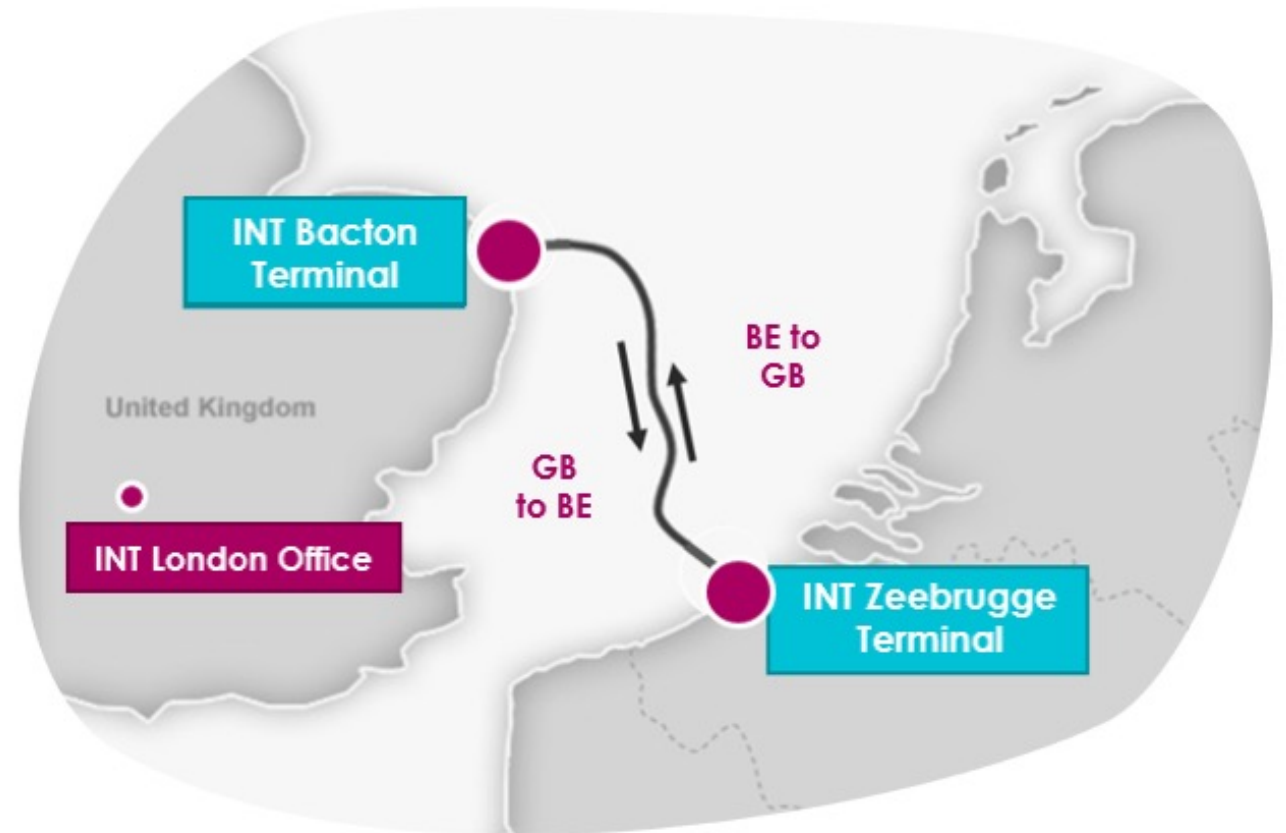 INT Bacton
Terminal
BE to
GB
United Kingdom
GB
to BE
INT London Office
INT Zeebrugge
Terminal